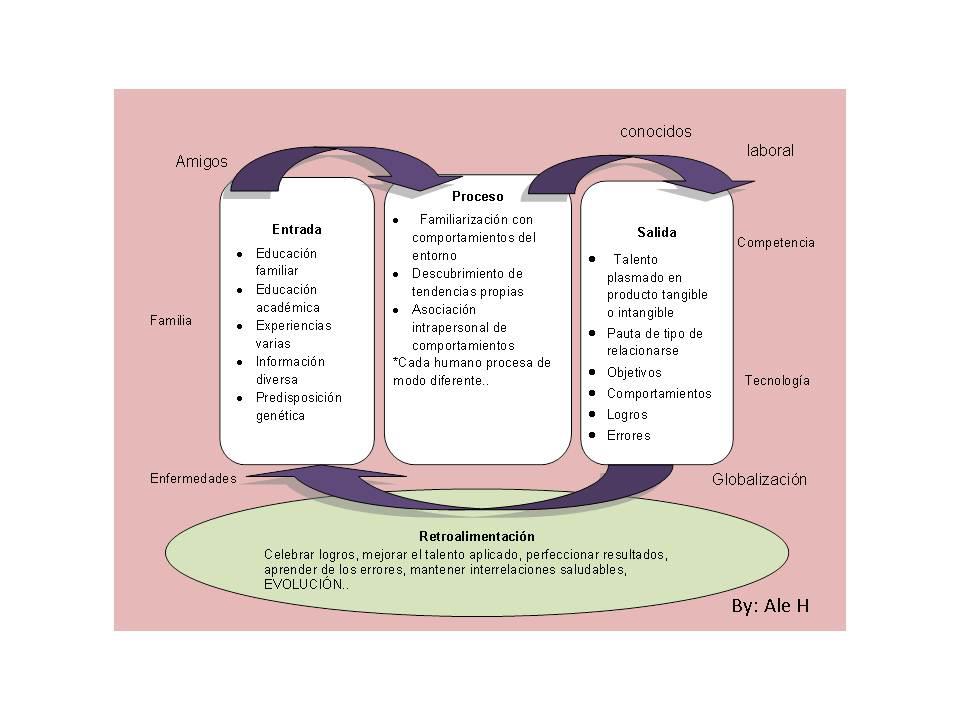 conocidos
laboral
Amigos
Entrada
Educación
familiar
Educación
académica
Experiencias
varias
Información
diversa
Predisposición
genética
Proceso
Familiarización con
comportamientos del
entorno
Descubrimiento de
tendencias propias
Asociación
intrapersonal de
comportamientos
*Cada humano procesa de
modo diferente..
Salida
Talento
plasmado en
producto tangible
o intangible
Pauta de tipo de
relacionarse
Objetivos
Comportamientos
Logros
Errores
Competencia
Familia
Tecnología
Enfermedades
Globalización
Retroalimentación
Celebrar logros, mejorar el talento aplicado, perfeccionar resultados,
aprender de los errores, mantener interrelaciones saludables,
EVOLUCIÓN..
By: Ale H